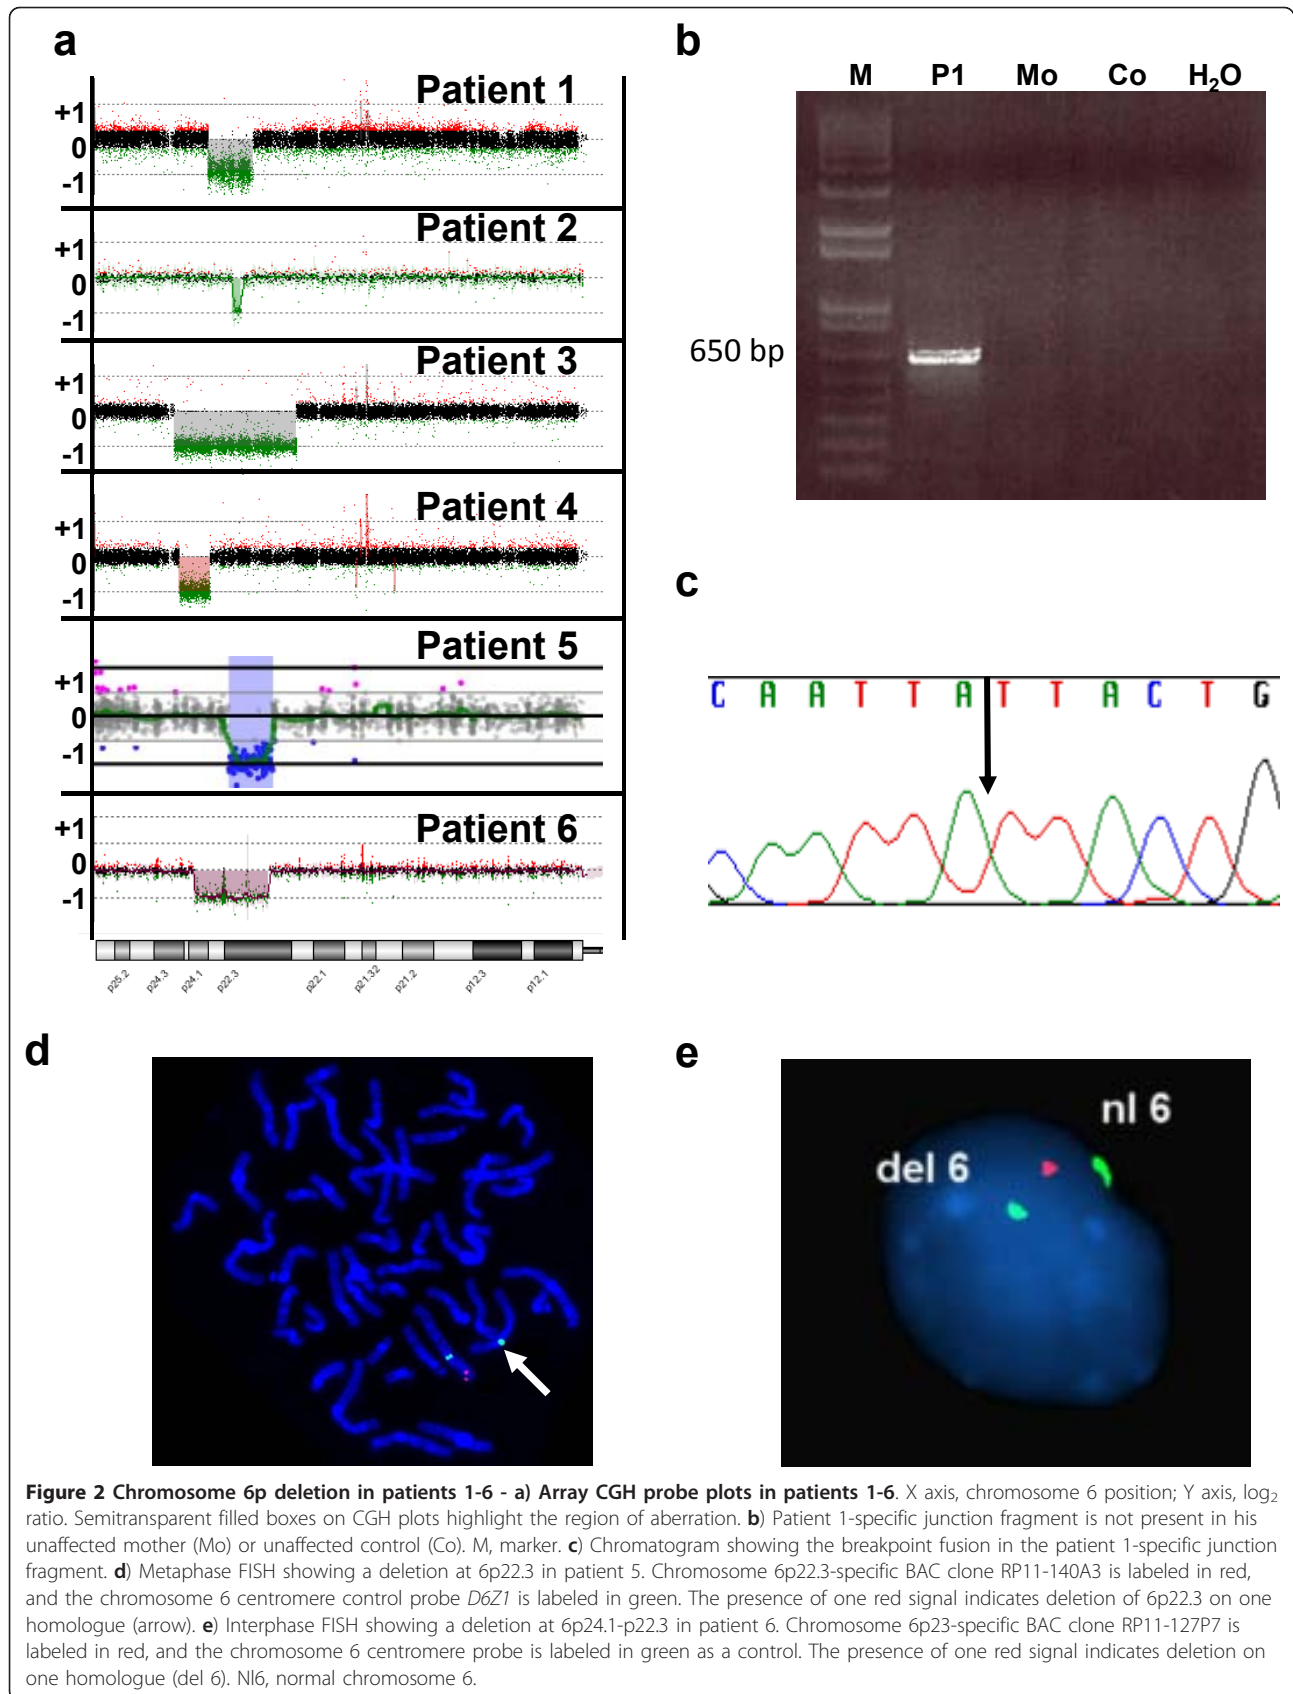 a
Patient 1
+1
0
-1
Patient 2
+1
0
-1
Patient 3
+1
0
-1
Patient 4
+1
0
-1
Patient 5
+1
0
-1
Patient 6
+1
0
-1
p25.2 p24.3 p24.1 p22.3 p22.1 p21.32 p21.2 p12.3 p12.1
b
M P1 Mo Co H₂O
650 bp
c
C A A T T A T T A C T G
d
e
nl 6
del 6
Figure 2 Chromosome 6p deletion in patients 1-6 - a) Array CGH probe plots in patients 1-6. X axis, chromosome 6 position; Y axis, log₂
ratio. Semitransparent filled boxes on CGH plots highlight the region of aberration. b) Patient 1-specific junction fragment is not present in his
unaffected mother (Mo) or unaffected control (Co). M, marker. c) Chromatogram showing the breakpoint fusion in the patient 1-specific junction
fragment. d) Metaphase FISH showing a deletion at 6p22.3 in patient 5. Chromosome 6p22.3-specific BAC clone RP11-140A3 is labeled in red,
and the chromosome 6 centromere control probe D6Z1 is labeled in green. The presence of one red signal indicates deletion of 6p22.3 on one
homologue (arrow). e) Interphase FISH showing a deletion at 6p24.1-p22.3 in patient 6. Chromosome 6p23-specific BAC clone RP11-127P7 is
labeled in red, and the chromosome 6 centromere probe is labeled in green as a control. The presence of one red signal indicates deletion on
one homologue (del 6). Nl6, normal chromosome 6.